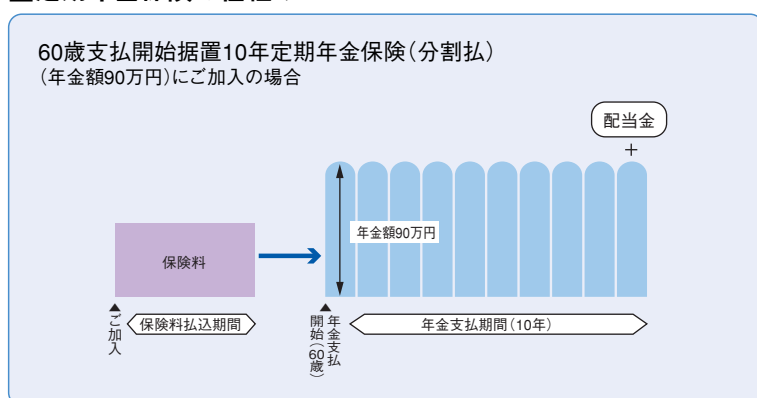 60歳支払開始据置10年定期年金保険（分割払）
（年金額90万円）にご加入の場合
配当金
＋
年金額90万円
保険料
▲ご加入
保険料払込期間
▲年金支払
開始（60歳）
年金支払期間（10年）